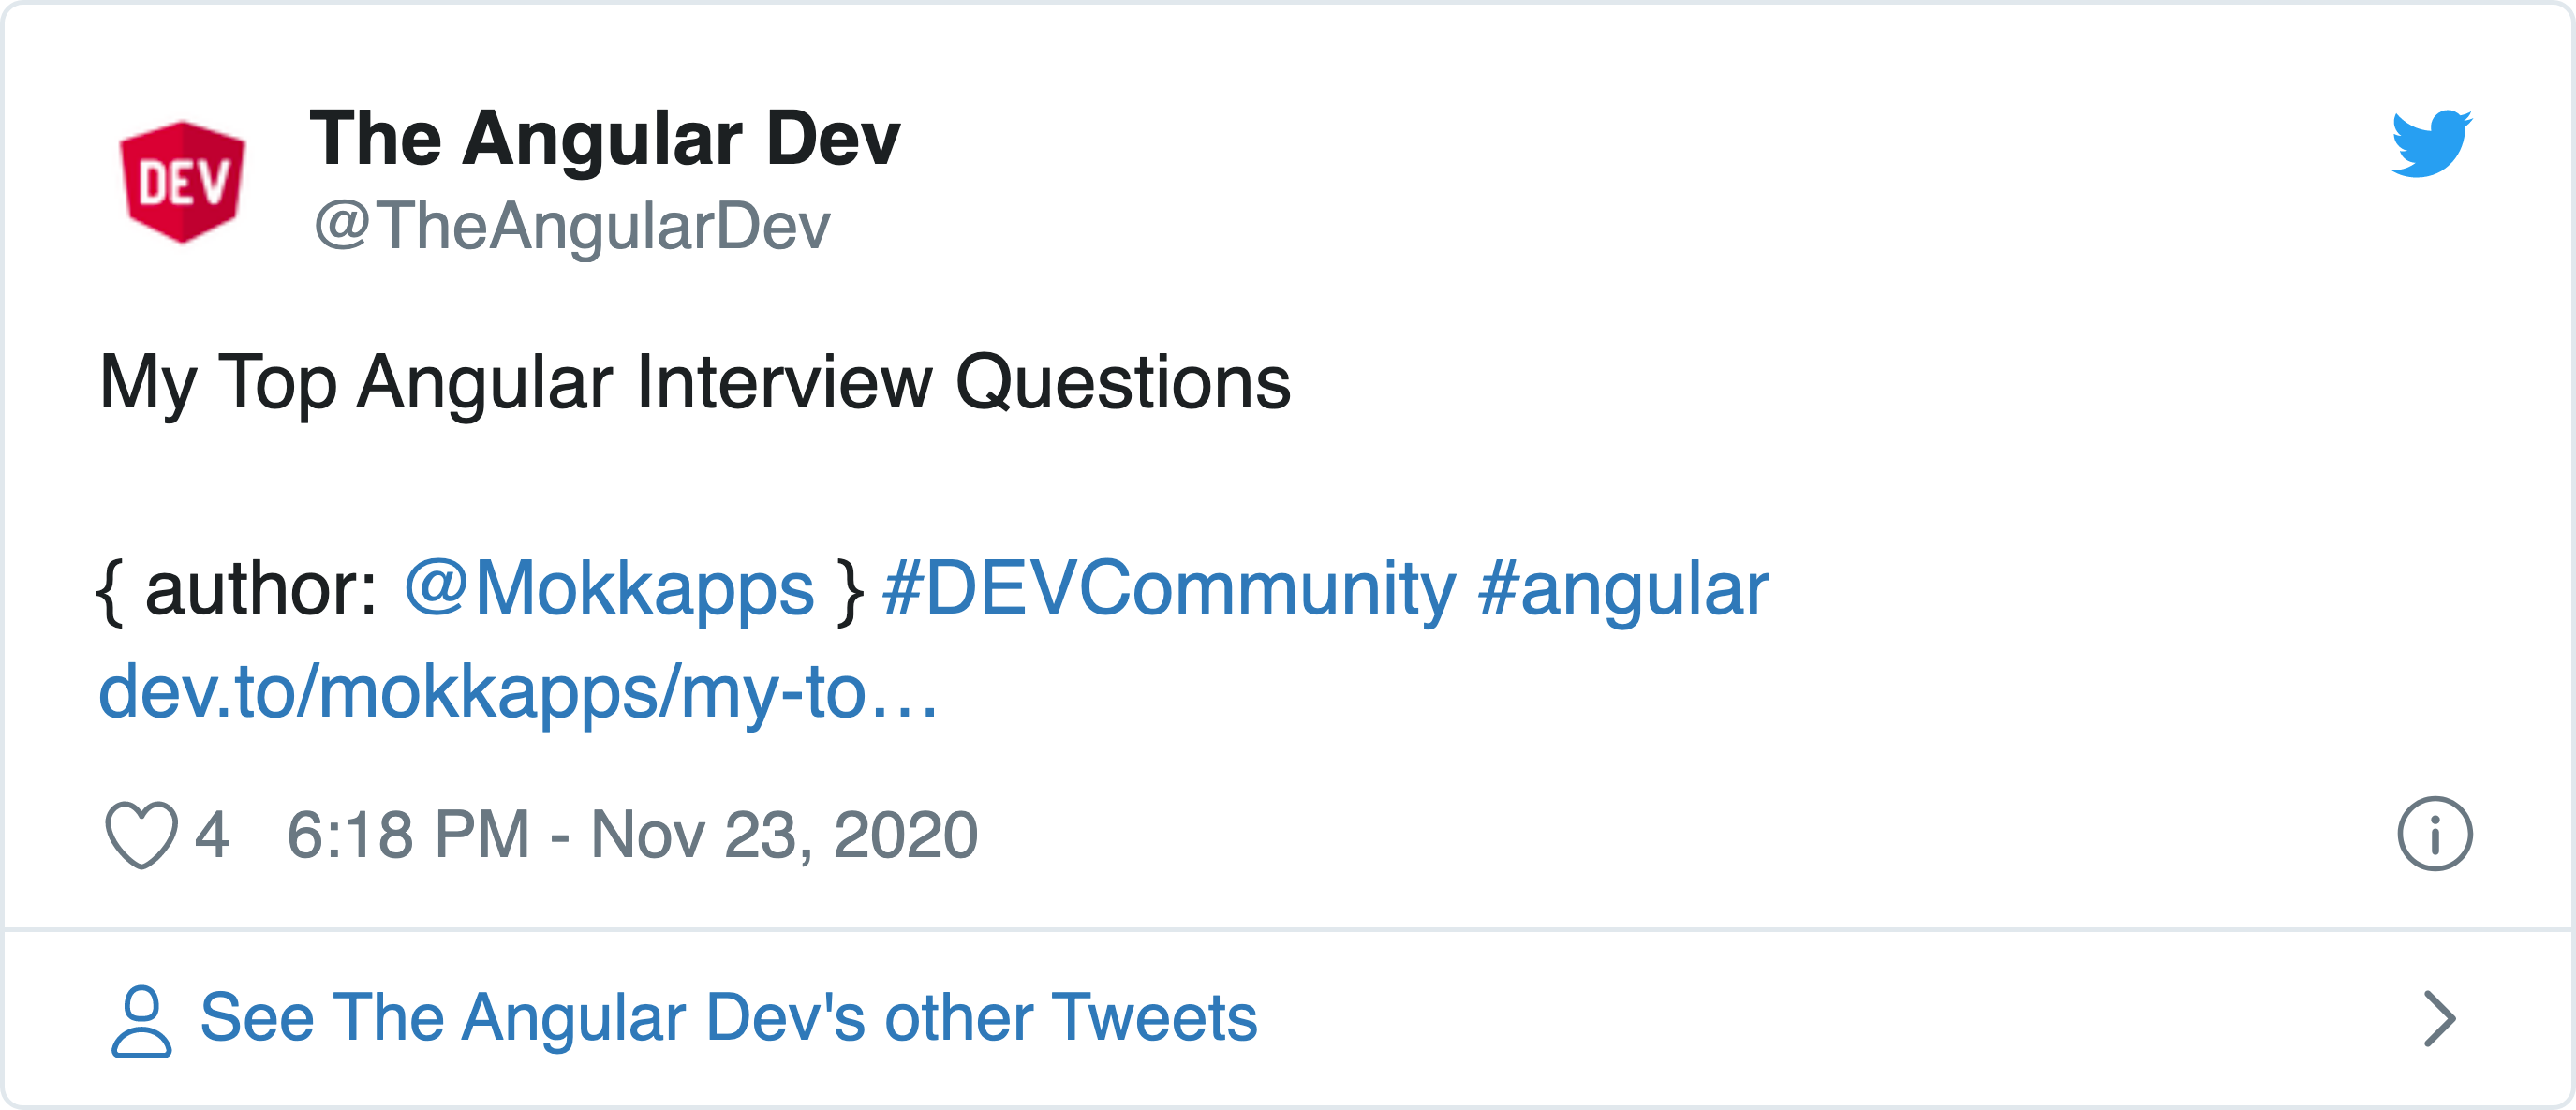 DEV
The Angular Dev
@TheAngularDev
My Top Angular Interview Questions
{ author: @Mokkapps } #DEVCommunity #angular
dev.to/mokkapps/my-to…
4 6:18 PM - Nov 23, 2020
See The Angular Dev's other Tweets